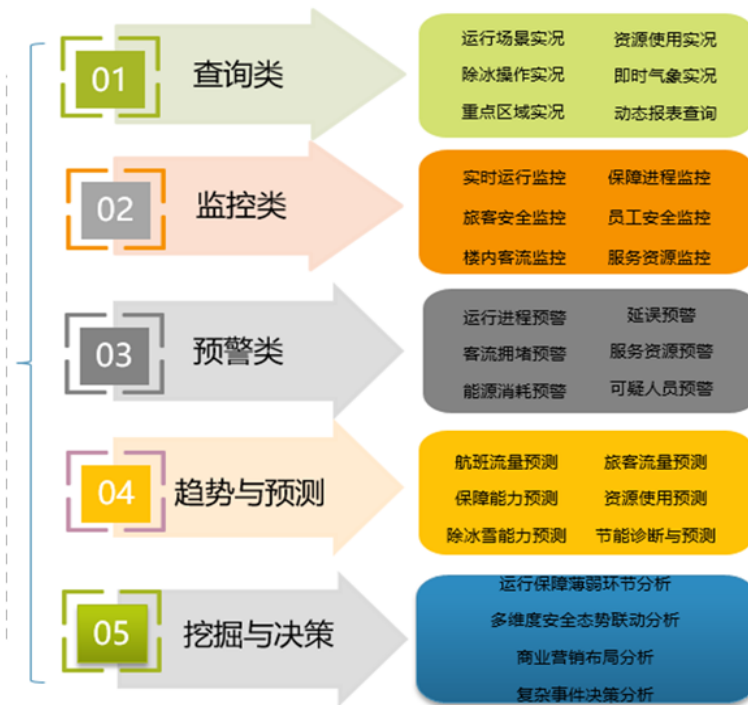 01
查询类
运行场景实况 资源使用实况
除冰操作实况 即时气象实况
重点区域实况 动态报表查询
02
监控类
实时运行监控 保障进程监控
旅客安全监控 员工安全监控
楼内客流监控 服务资源监控
03
预警类
运行进程预警 延误预警
客流拥堵预警 服务资源预警
能源消耗预警 可疑人员预警
04
趋势与预测
航班流量预测 旅客流量预测
保障能力预测 资源使用预测
除冰雪能力预测 节能诊断与预测
05
挖掘与决策
运行保障薄弱环节分析
多维度安全态势联动分析
商业营销布局分析
复杂事件决策分析